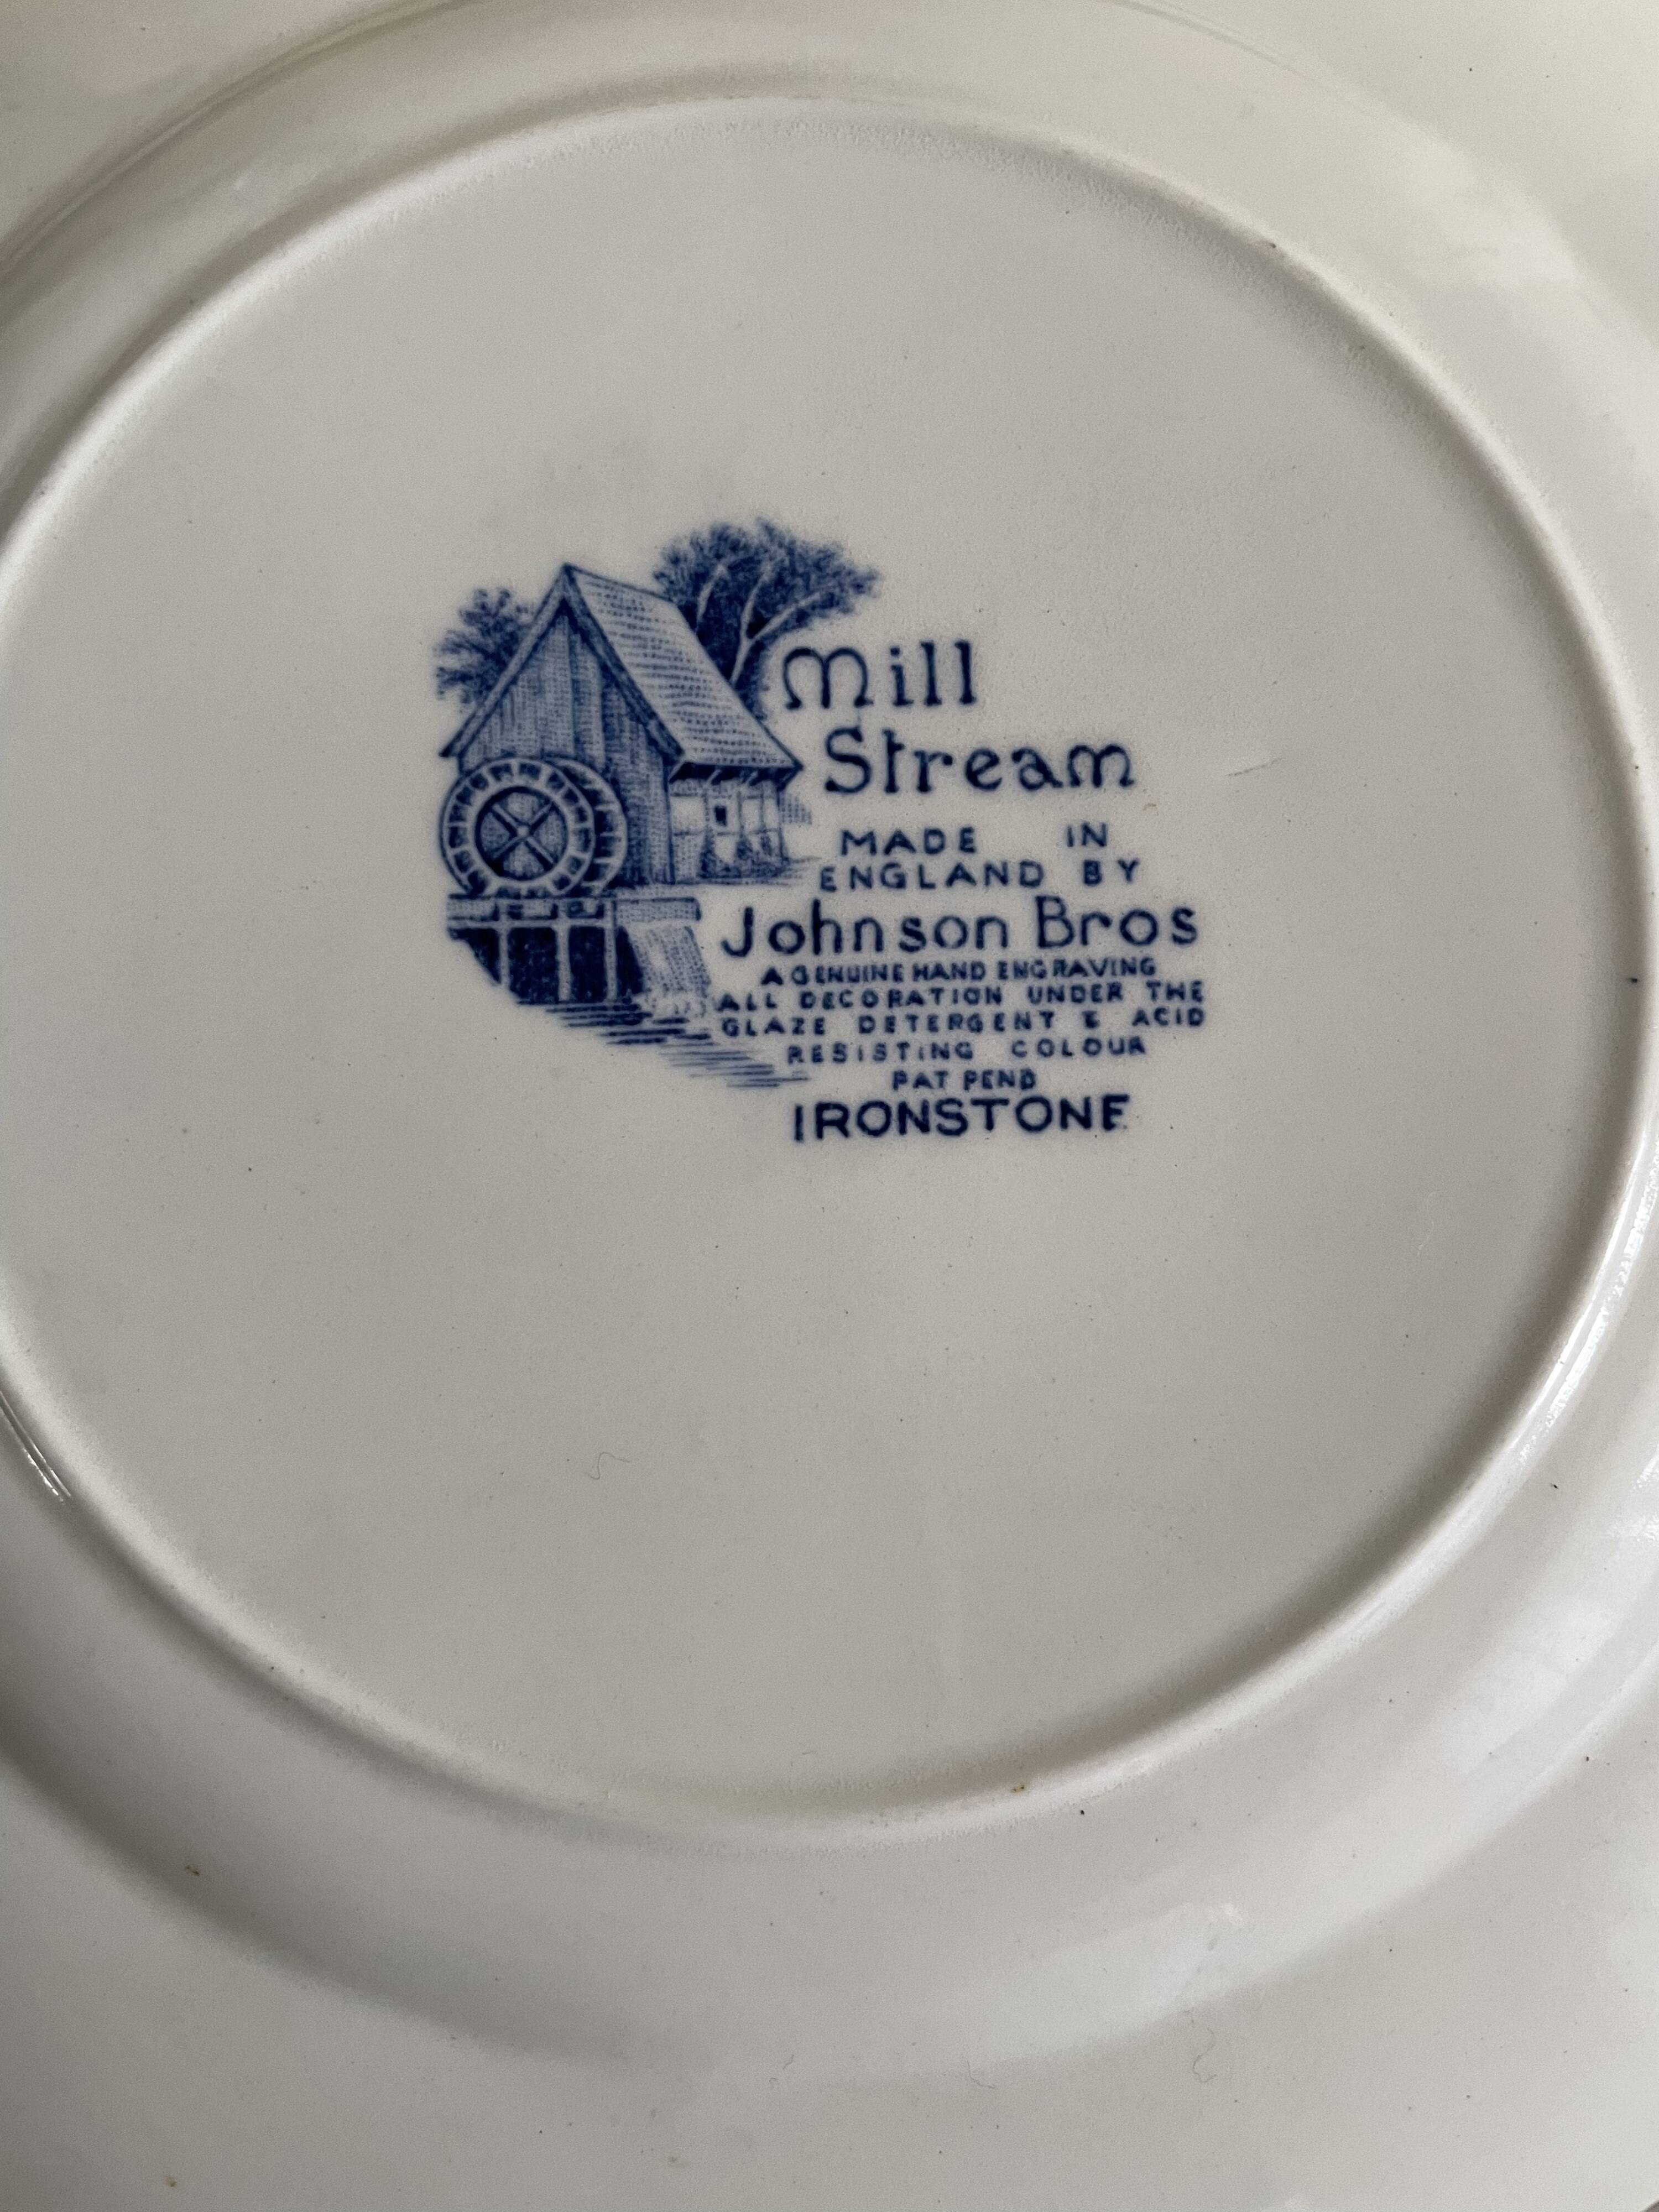 Mill
Stream
MADE IN
ENGLAND BY
Johnson Bros
A GENUINE HAND ENGRAVING
ALL DECORATION UNDER THE
GLAZE DETERGENT & ACID
RESISTING COLOUR
PAT PEND
IRONSTONE